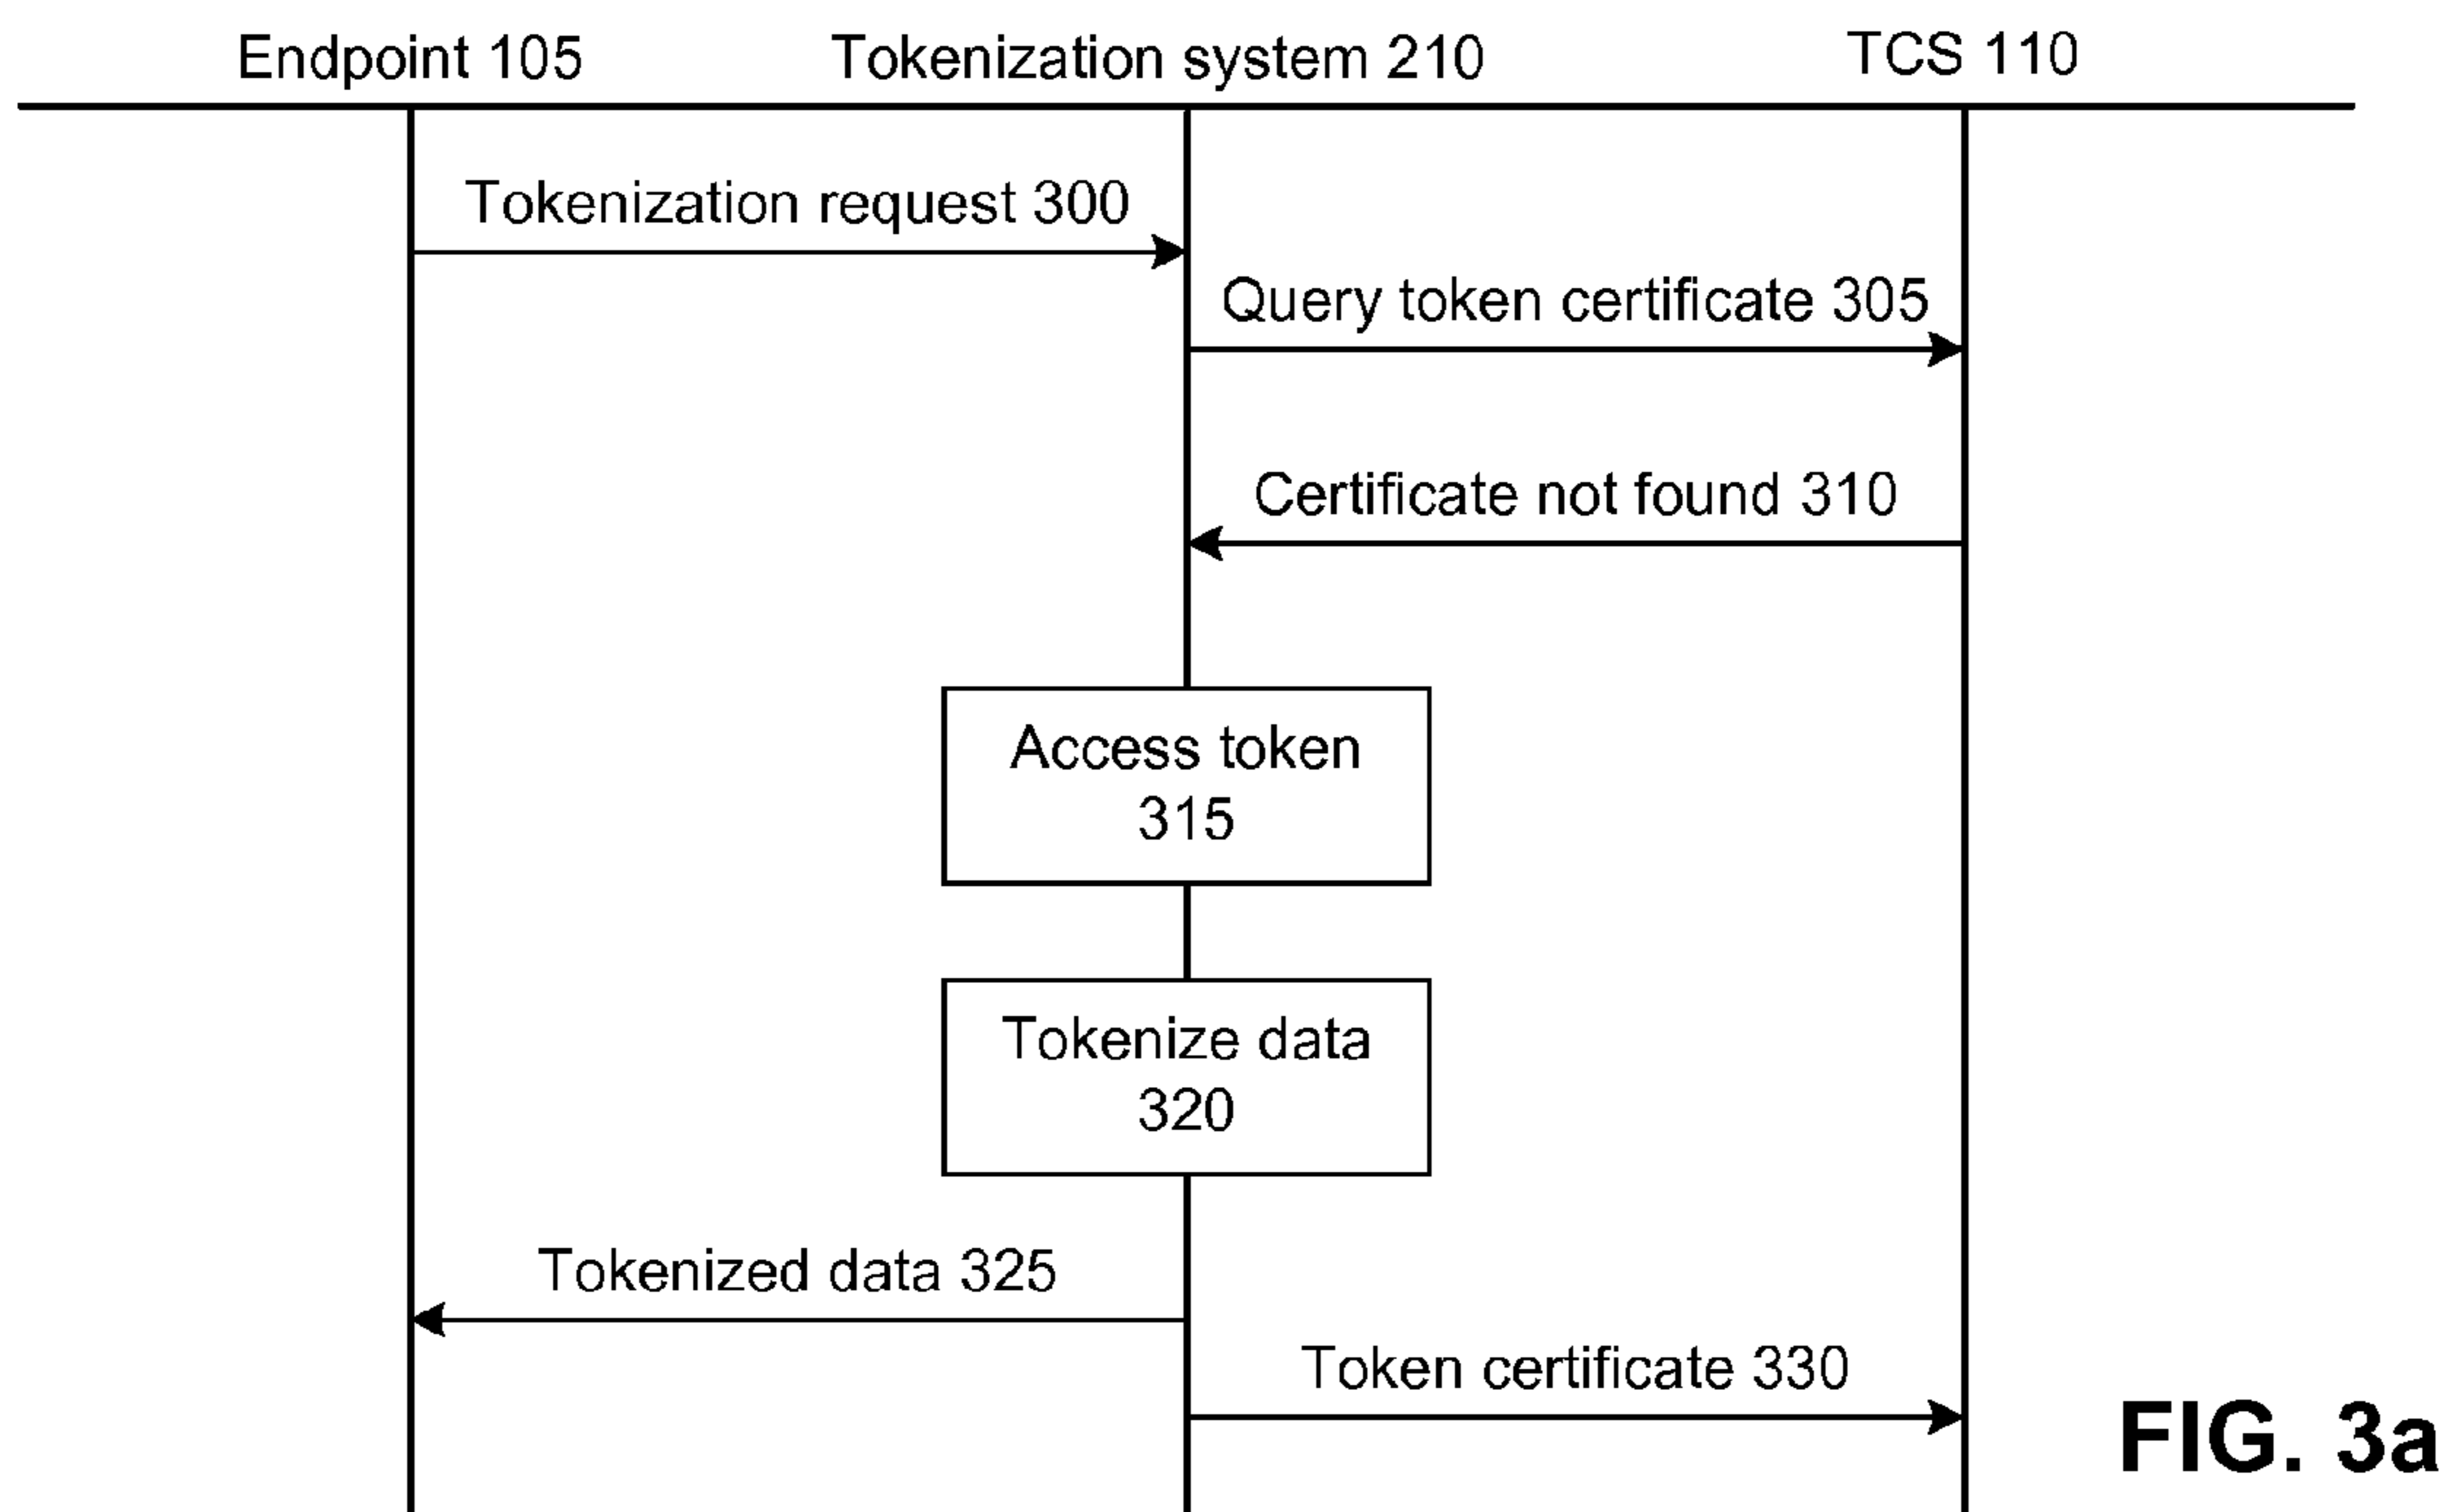 Endpoint 105
Tokenization system 210
TCS 110
Tokenization request 300
Query token certificate 305
Certificate not found 310
Access token
315
Tokenize data
320
Tokenized data 325
Token certificate 330
FIG. 3a